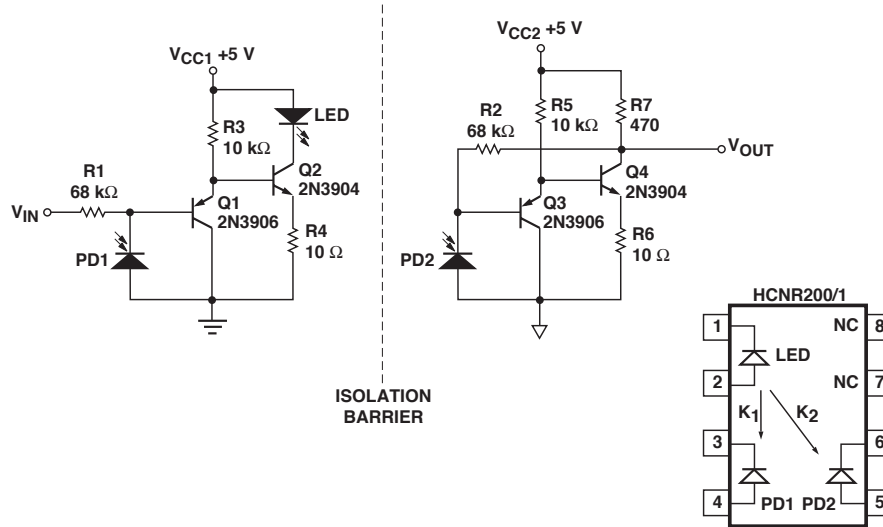 VCC1 +5 V
LED
R3
10 kΩ
Q2
2N3904
R1
68 kΩ
VIN
Q1
2N3906
R4
10 Ω
PD1
ISOLATION
BARRIER
VCC2 +5 V
R5
10 kΩ
R7
470
R2
68 kΩ
VOUT
Q4
2N3904
Q3
2N3906
R6
10 Ω
PD2
HCNR200/1
1
NC
8
LED
2
NC
7
K1
K2
3
6
4
PD1
PD2
5